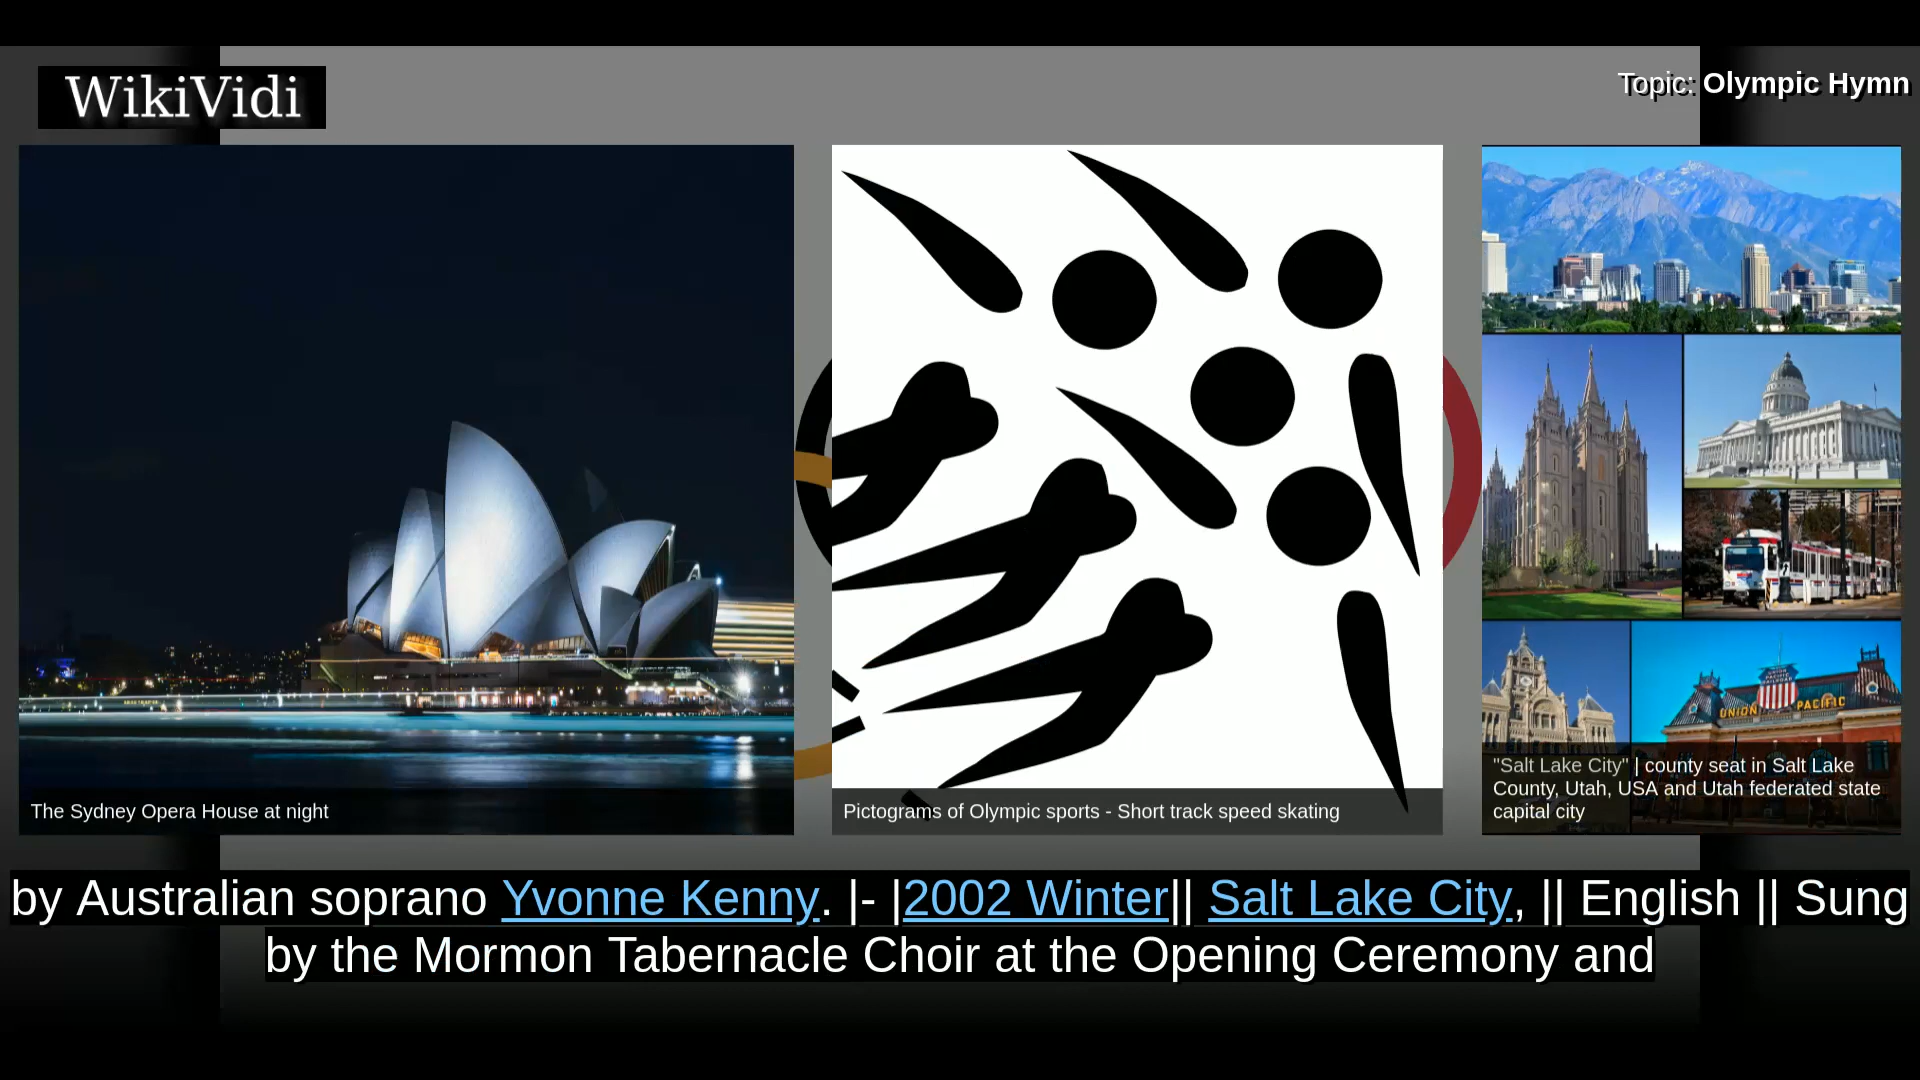 WikiVidi
Topic: Olympic Hymn
UNION PACIFIC
The Sydney Opera House at night
Pictograms of Olympic sports - Short track speed skating
"Salt Lake City" | county seat in Salt Lake
County, Utah, USA and Utah federated state
capital city
by Australian soprano Yvonne Kenny. |- |2002 Winter|| Salt Lake City, || English || Sung
by the Mormon Tabernacle Choir at the Opening Ceremony and